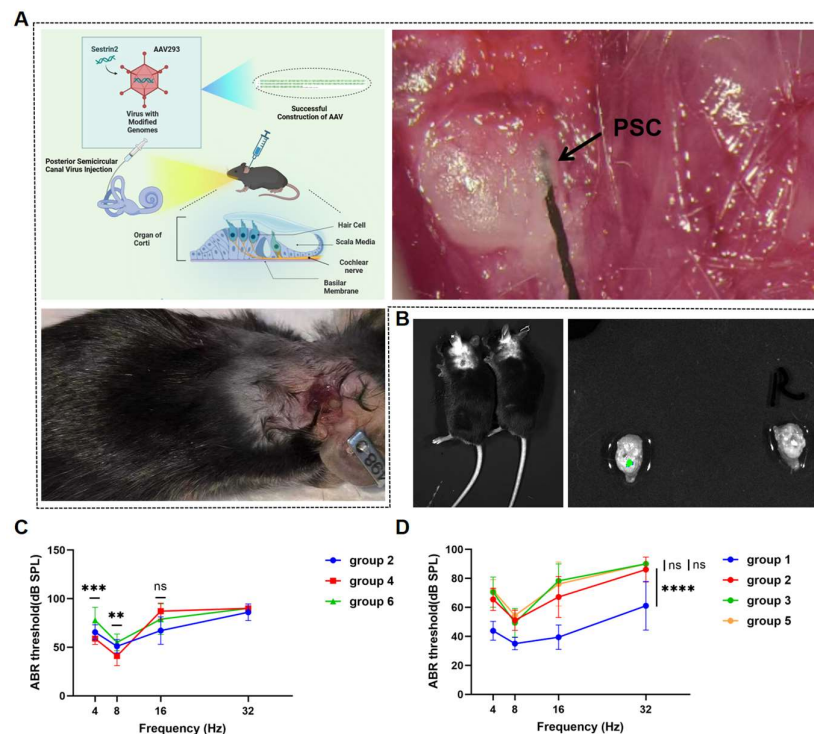 A
Sestrin2
AAV293
Virus with
Modified
Genomes
Successful
Construction of AAV
Posterior Semicircular
Canal Virus Injection
Organ of
Corti
Hair Cell
Scala Media
Cochlear
nerve
Basilar
Membrane
PSC
498
B
R
C
ABR threshold(dB SPL)
150
100
50
0
***
**
ns
4
8
16
32
Frequency (Hz)
group 2
group 4
group 6
D
ABR threshold(dB SPL)
100
80
60
40
20
0
4
8
16
32
Frequency (Hz)
ns
ns
****
group 1
group 2
group 3
group 5